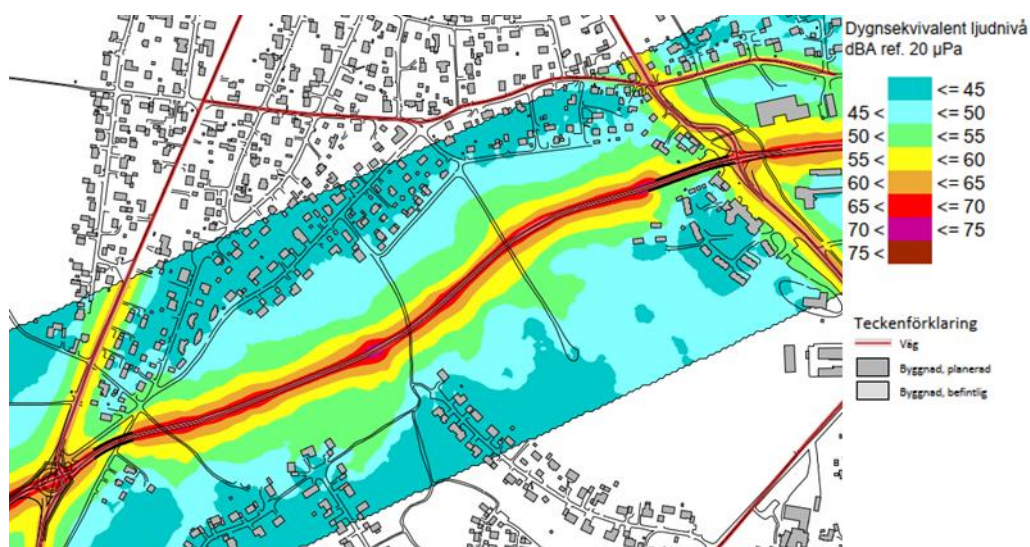 Dygnsekvivalent ljudnivå
dBA ref. 20 µPa
<= 45
45 < <= 50
50 < <= 55
55 < <= 60
60 < <= 65
65 < <= 70
70 < <= 75
75 <
Teckenförklaring
Väg
Byggnad, planerad
Byggnad, befintlig